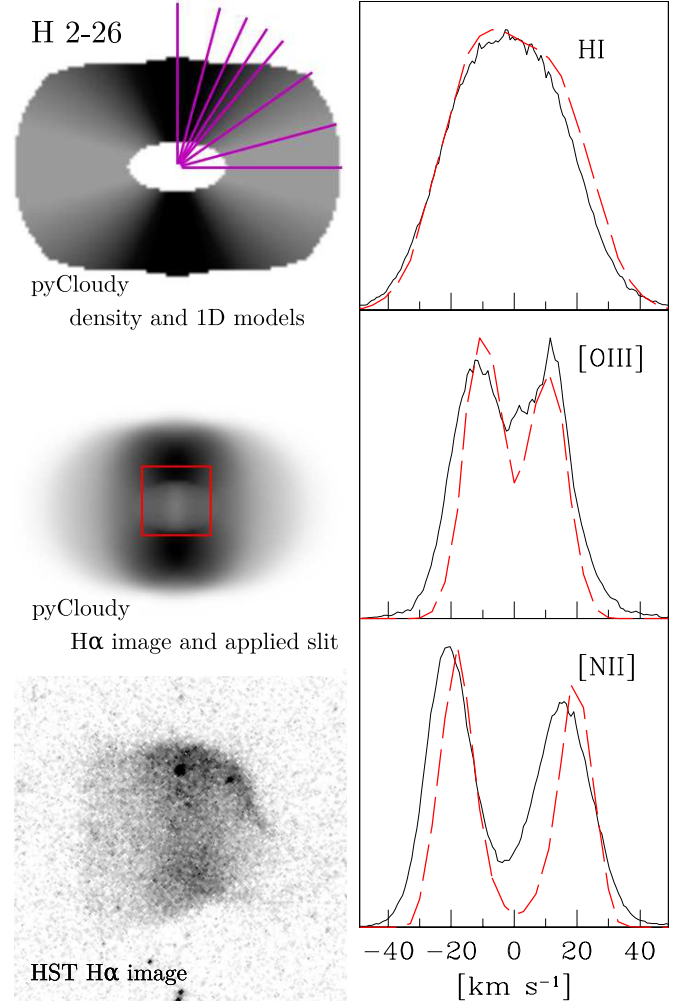 H 2-26
pyCloudy
density and 1D models
pyCloudy
Hα image and applied slit
HST Hα image
HI
[OIII]
[NII]
-40 -20 0 20 40
[km s⁻¹]